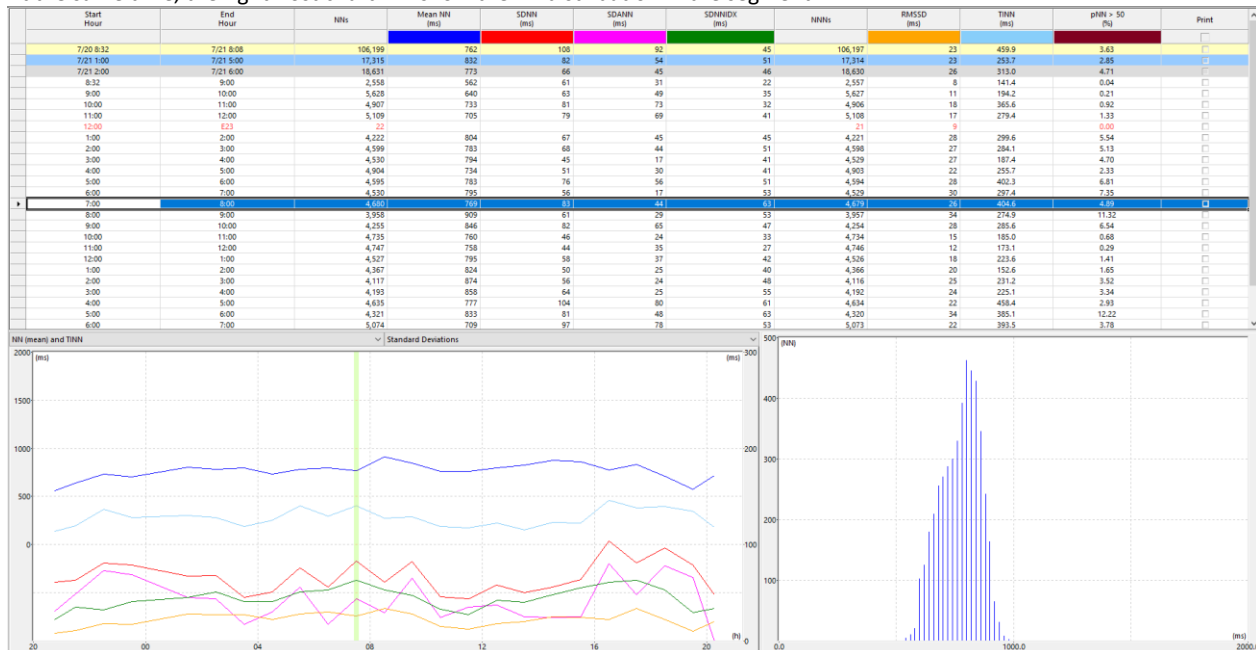 Start Hour End Hour NNs Mean NN (ms) SDNN (ms) SDANN (ms) SDNNIDX (ms) NNNs RMSSD (ms) TINN (ms) pNN > 50 (%) Print
7/20 8:32 7/21 8:08 106,199 762 108 92 45 106,197 23 459.9 3.63
7/21 1:00 7/21 5:00 17,315 832 82 54 51 17,314 23 253.7 2.85
7/21 2:00 7/21 6:00 18,631 773 66 45 46 18,630 26 313.0 4.71
8:32 9:00 2,558 562 61 31 22 2,557 8 141.4 0.04
9:00 10:00 5,628 640 63 49 35 5,627 11 194.2 0.21
10:00 11:00 4,907 733 81 73 32 4,906 18 365.6 0.92
11:00 12:00 5,109 705 79 69 41 5,108 17 279.4 1.33
12:00 E23 22 21 9 0.00
1:00 2:00 4,222 804 67 45 45 4,221 28 299.6 5.54
2:00 3:00 4,599 783 68 44 51 4,598 27 284.1 5.13
3:00 4:00 4,530 794 45 17 41 4,529 27 187.4 4.70
4:00 5:00 4,904 734 51 30 41 4,903 22 255.7 2.33
5:00 6:00 4,595 783 76 56 51 4,594 28 402.3 6.81
6:00 7:00 4,530 795 56 17 53 4,529 30 297.4 7.35
7:00 8:00 4,680 769 83 44 63 4,679 26 404.6 4.89
8:00 9:00 3,958 909 61 29 53 3,957 34 274.9 11.32
9:00 10:00 4,255 846 82 65 47 4,254 28 285.6 6.54
10:00 11:00 4,735 760 46 24 33 4,734 15 185.0 0.68
11:00 12:00 4,747 758 44 35 27 4,746 12 173.1 0.29
12:00 1:00 4,527 795 58 37 42 4,526 18 223.6 1.41
1:00 2:00 4,367 824 50 25 40 4,366 20 152.6 1.65
2:00 3:00 4,117 874 56 24 48 4,116 25 231.2 3.52
3:00 4:00 4,193 858 64 25 55 4,192 24 225.1 3.34
4:00 5:00 4,635 777 104 80 61 4,634 22 458.4 2.93
5:00 6:00 4,321 833 81 48 63 4,320 34 385.1 12.22
6:00 7:00 5,074 709 97 78 53 5,073 22 393.5 3.78
NN (mean) and TINN Standard Deviations
2000 (ms) (ms) 300 500 (NN)
1500 400
1000 200 300
500 200
0 100 100
(h) 0 (ms)
20 00 04 08 12 16 20 0.0 1000.0 2000.